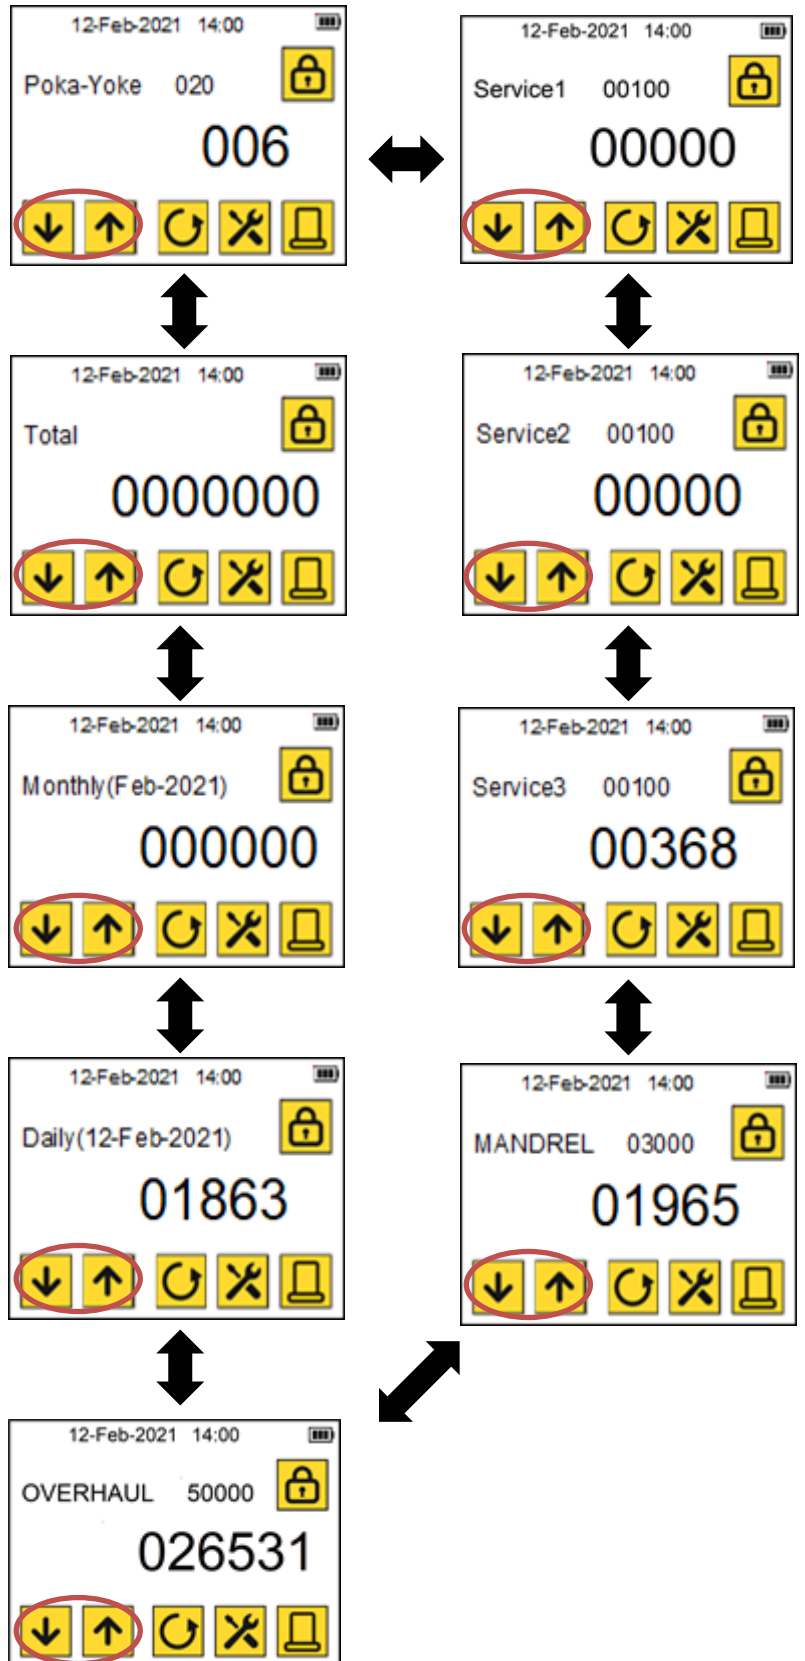 12-Feb-2021 14:00
Poka-Yoke 020
006
12-Feb-2021 14:00
Service1 00100
00000
12-Feb-2021 14:00
Total
0000000
12-Feb-2021 14:00
Service2 00100
00000
12-Feb-2021 14:00
Monthly(Feb-2021)
000000
12-Feb-2021 14:00
Service3 00100
00368
12-Feb-2021 14:00
Daily(12-Feb-2021)
01863
12-Feb-2021 14:00
MANDREL 03000
01965
12-Feb-2021 14:00
OVERHAUL 50000
026531